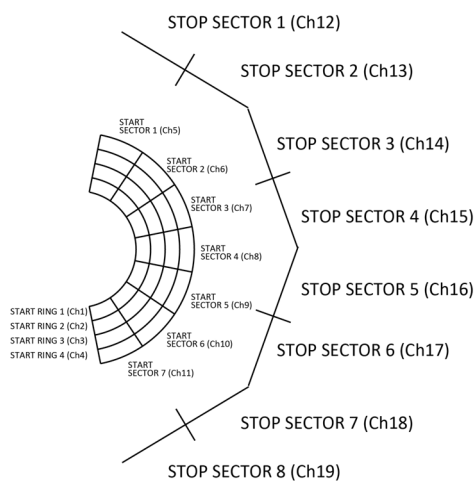 STOP SECTOR 1 (Ch12)
STOP SECTOR 2 (Ch13)
START
SECTOR 1 (Ch5)
STOP SECTOR 3 (Ch14)
START
SECTOR 2 (Ch6)
START
SECTOR 3 (Ch7)
STOP SECTOR 4 (Ch15)
START
SECTOR 4 (Ch8)
STOP SECTOR 5 (Ch16)
START
SECTOR 5 (Ch9)
START RING 1 (Ch1)
START RING 2 (Ch2)
START RING 3 (Ch3)
START RING 4 (Ch4)
START
SECTOR 6 (Ch10)
STOP SECTOR 6 (Ch17)
START
SECTOR 7 (Ch11)
STOP SECTOR 7 (Ch18)
STOP SECTOR 8 (Ch19)